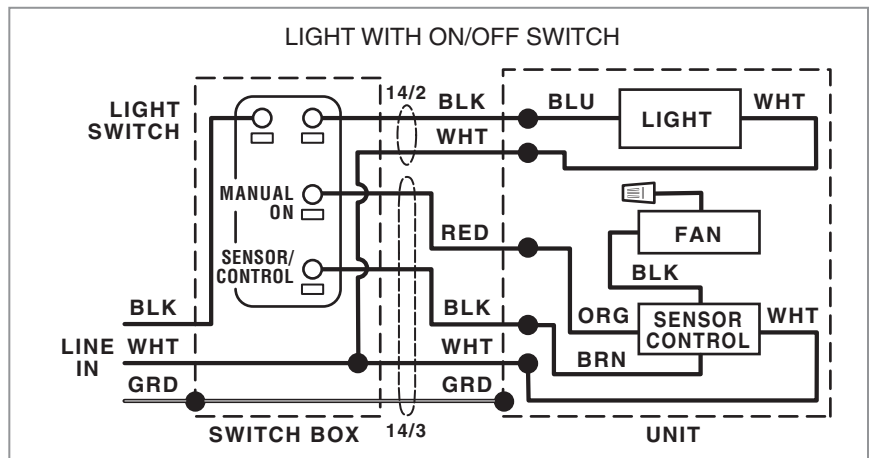 LIGHT WITH ON/OFF SWITCH
LIGHT
SWITCH
14/2
BLK
BLU
LIGHT
WHT
WHT
MANUAL
ON
RED
FAN
BLK
SENSOR/
CONTROL
BLK
BLK
ORG
SENSOR
CONTROL
WHT
LINE
IN
WHT
WHT
BRN
GRD
GRD
SWITCH BOX
14/3
UNIT